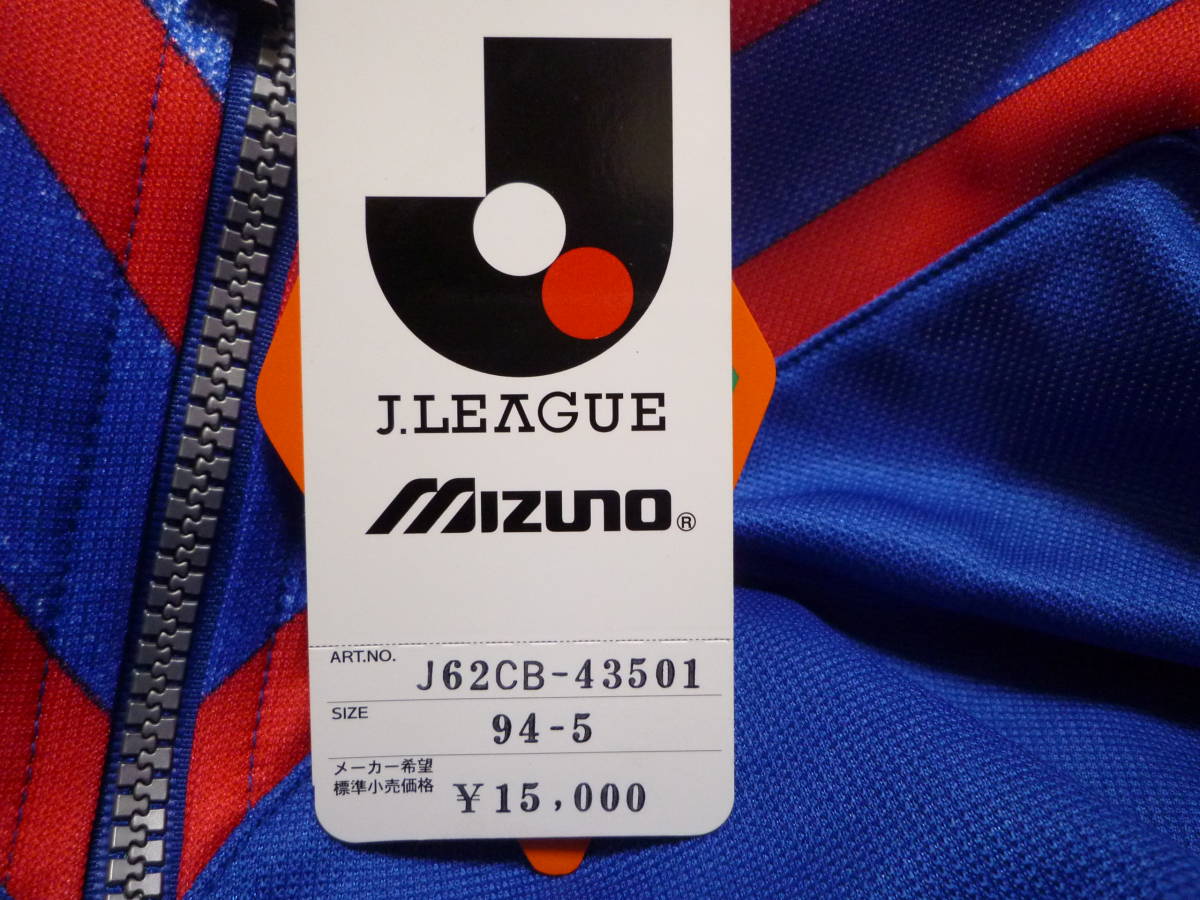 J.LEAGUE
MIZUNO ®
ART.NO. J62CB-43501
SIZE 94-5
メーカー希望
標準小売価格 ¥15,000